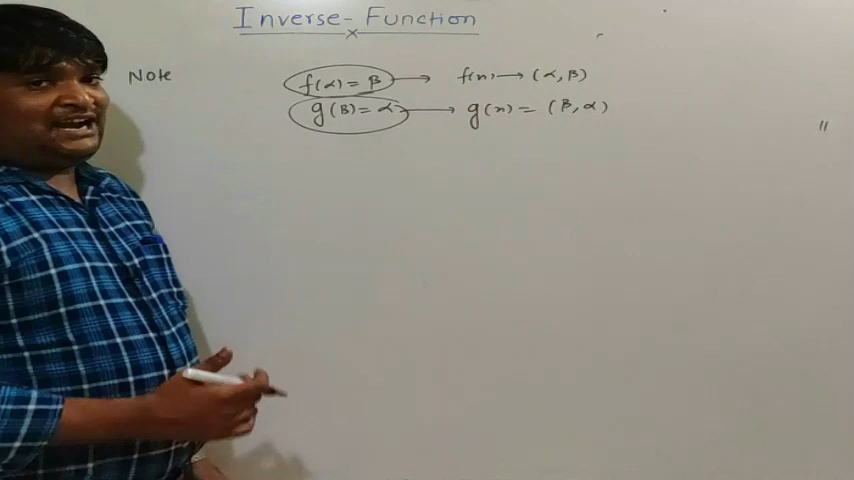 Inverse-Function
Note f(α) = β → f(n) → (α, β)
g(β) = α → g(n) = (β, α)
"